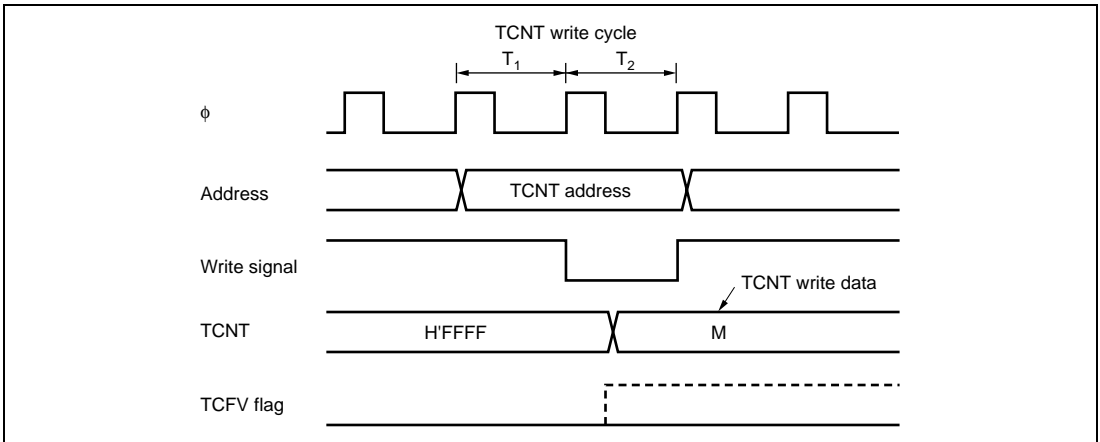 TCNT write cycle
T1 T2
ϕ
Address TCNT address
Write signal
TCNT write data
TCNT H'FFFF M
TCFV flag